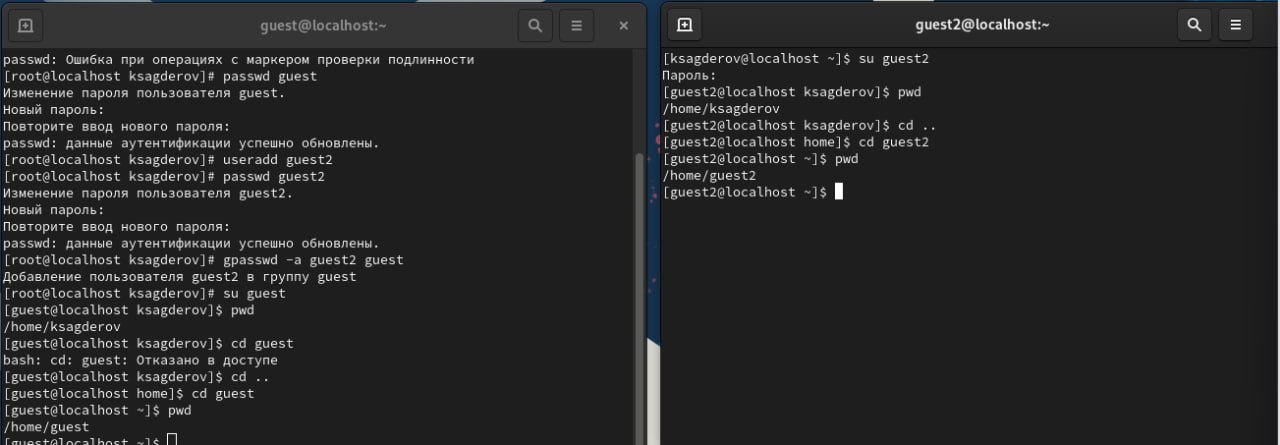 guest@localhost:~
passwd: Ошибка при операциях с маркером проверки подлинности
[root@localhost ksagderov]# passwd guest
Изменение пароля пользователя guest.
Новый пароль:
Повторите ввод нового пароля:
passwd: данные аутентификации успешно обновлены.
[root@localhost ksagderov]# useradd guest2
[root@localhost ksagderov]# passwd guest2
Изменение пароля пользователя guest2.
Новый пароль:
Повторите ввод нового пароля:
passwd: данные аутентификации успешно обновлены.
[root@localhost ksagderov]# gpasswd -a guest2 guest
Добавление пользователя guest2 в группу guest
[root@localhost ksagderov]# su guest
[guest@localhost ksagderov]$ pwd
/home/ksagderov
[guest@localhost ksagderov]$ cd guest
bash: cd: guest: Отказано в доступе
[guest@localhost ksagderov]$ cd ..
[guest@localhost home]$ cd guest
[guest@localhost ~]$ pwd
/home/guest
[guest@localhost ~]$
guest2@localhost:~
[ksagderov@localhost ~]$ su guest2
Пароль:
[guest2@localhost ksagderov]$ pwd
/home/ksagderov
[guest2@localhost ksagderov]$ cd ..
[guest2@localhost home]$ cd guest2
[guest2@localhost ~]$ pwd
/home/guest2
[guest2@localhost ~]$